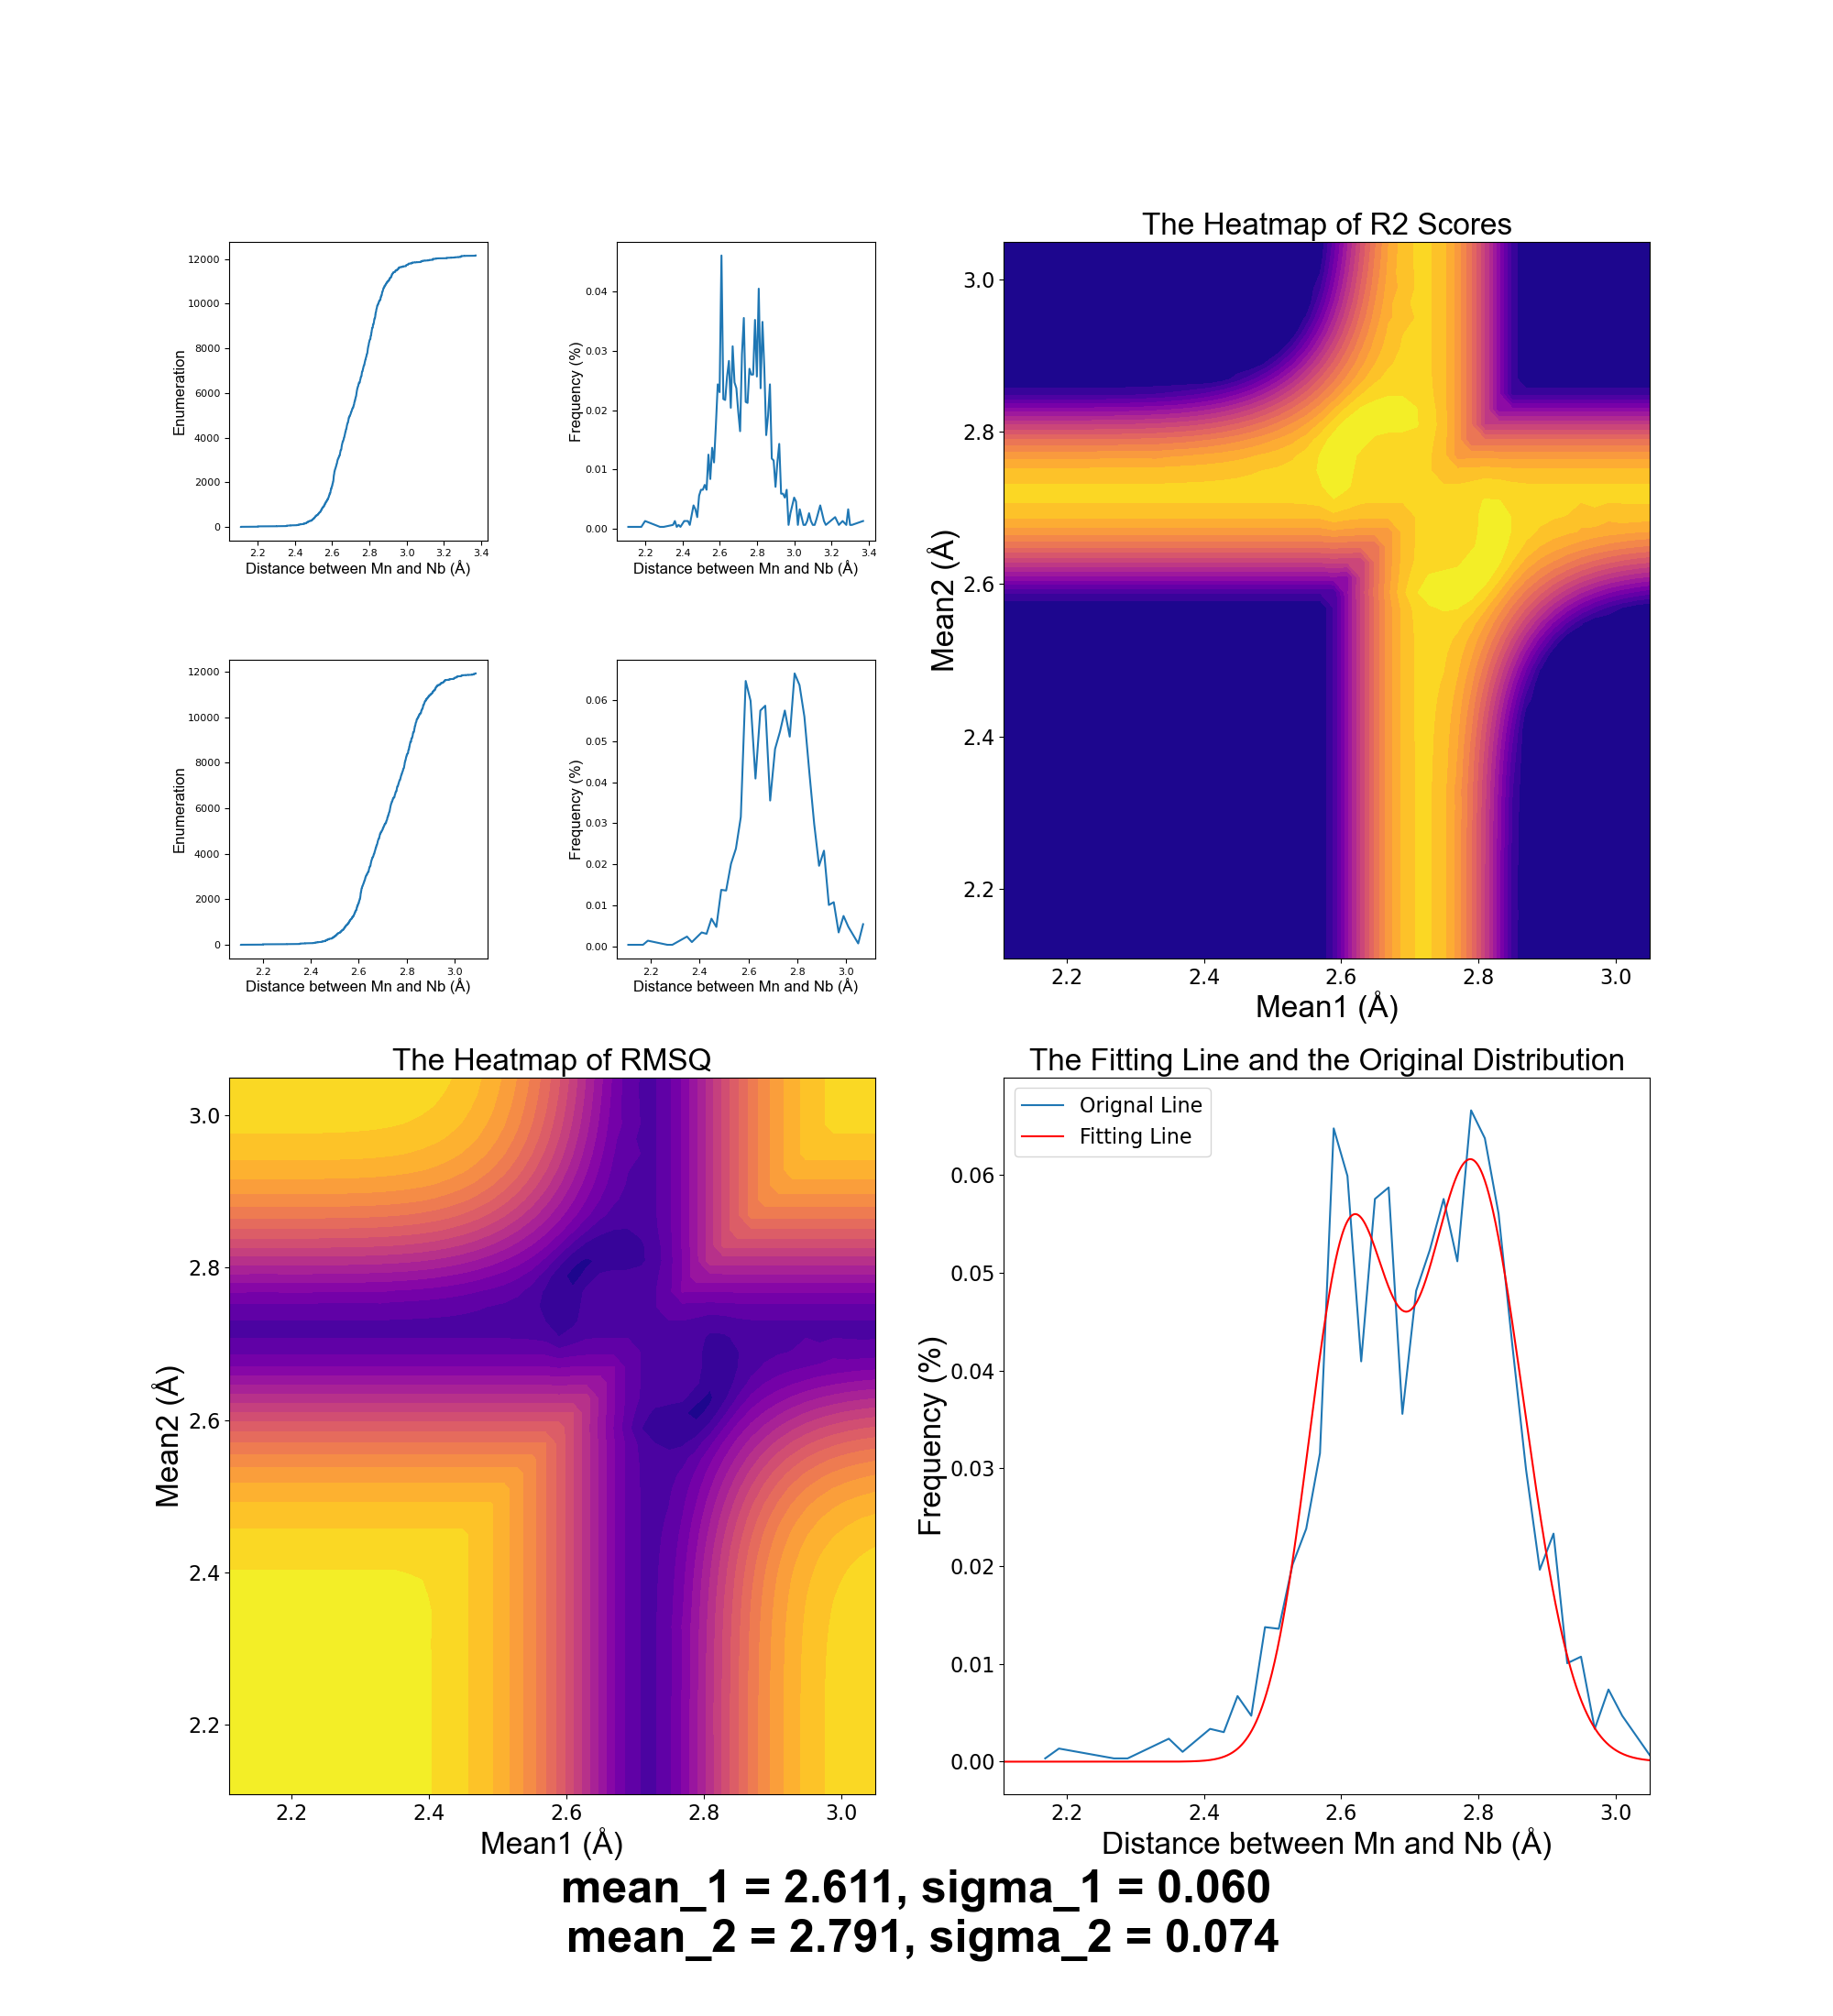 12000
10000
8000
6000
4000
2000
0
Enumeration
2.2 2.4 2.6 2.8 3.0 3.2 3.4
Distance between Mn and Nb (Å)
0.04
0.03
0.02
0.01
0.00
Frequency (%)
2.2 2.4 2.6 2.8 3.0 3.2 3.4
Distance between Mn and Nb (Å)
The Heatmap of R2 Scores
3.0
2.8
2.6
2.4
2.2
Mean2 (Å)
2.2 2.4 2.6 2.8 3.0
Mean1 (Å)
12000
10000
8000
6000
4000
2000
0
Enumeration
2.2 2.4 2.6 2.8 3.0
Distance between Mn and Nb (Å)
0.06
0.05
0.04
0.03
0.02
0.01
0.00
Frequency (%)
2.2 2.4 2.6 2.8 3.0
Distance between Mn and Nb (Å)
The Heatmap of RMSQ
3.0
2.8
2.6
2.4
2.2
Mean2 (Å)
2.2 2.4 2.6 2.8 3.0
Mean1 (Å)
The Fitting Line and the Original Distribution
Orignal Line
Fitting Line
0.06
0.05
0.04
0.03
0.02
0.01
0.00
Frequency (%)
2.2 2.4 2.6 2.8 3.0
Distance between Mn and Nb (Å)
mean_1 = 2.611, sigma_1 = 0.060
mean_2 = 2.791, sigma_2 = 0.074